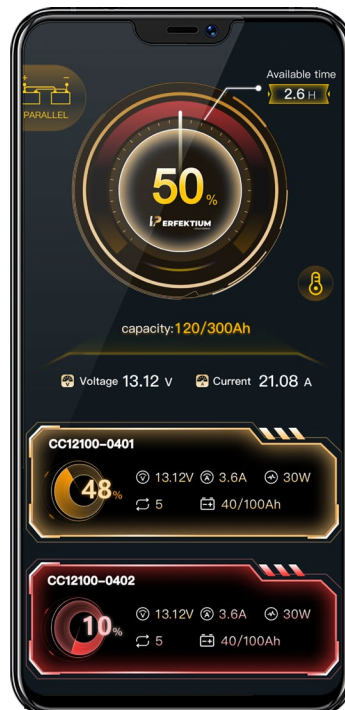 + −
PARALLEL
Available time
2.6 H
50%
PERFEKTIUM
capacity:120/300Ah
Voltage 13.12 V Current 21.08 A
CC12100-0401
48%
13.12V 3.6A 30W
5 40/100Ah
CC12100-0402
10%
13.12V 3.6A 30W
5 40/100Ah